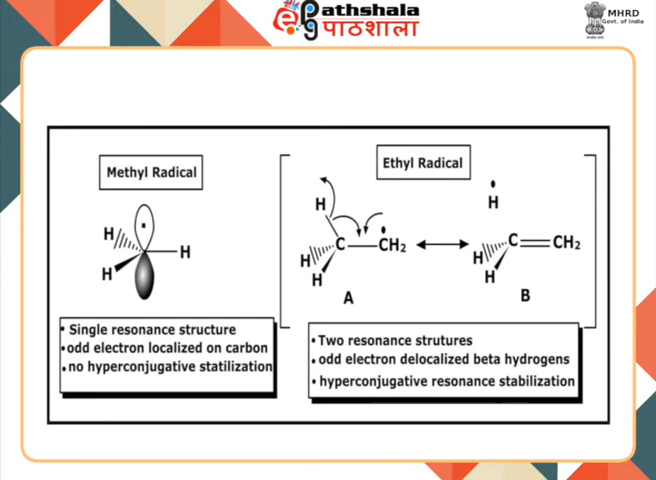 ePathshala
पाठशाला
MHRD
Govt. of India
Methyl Radical
Ethyl Radical
H
H
H
H
C
CH2
H
H
A
H
C
CH2
H
H
B
• Single resonance structure
• odd electron localized on carbon
• no hyperconjugative statilization
• Two resonance strutures
• odd electron delocalized beta hydrogens
• hyperconjugative resonance stabilization